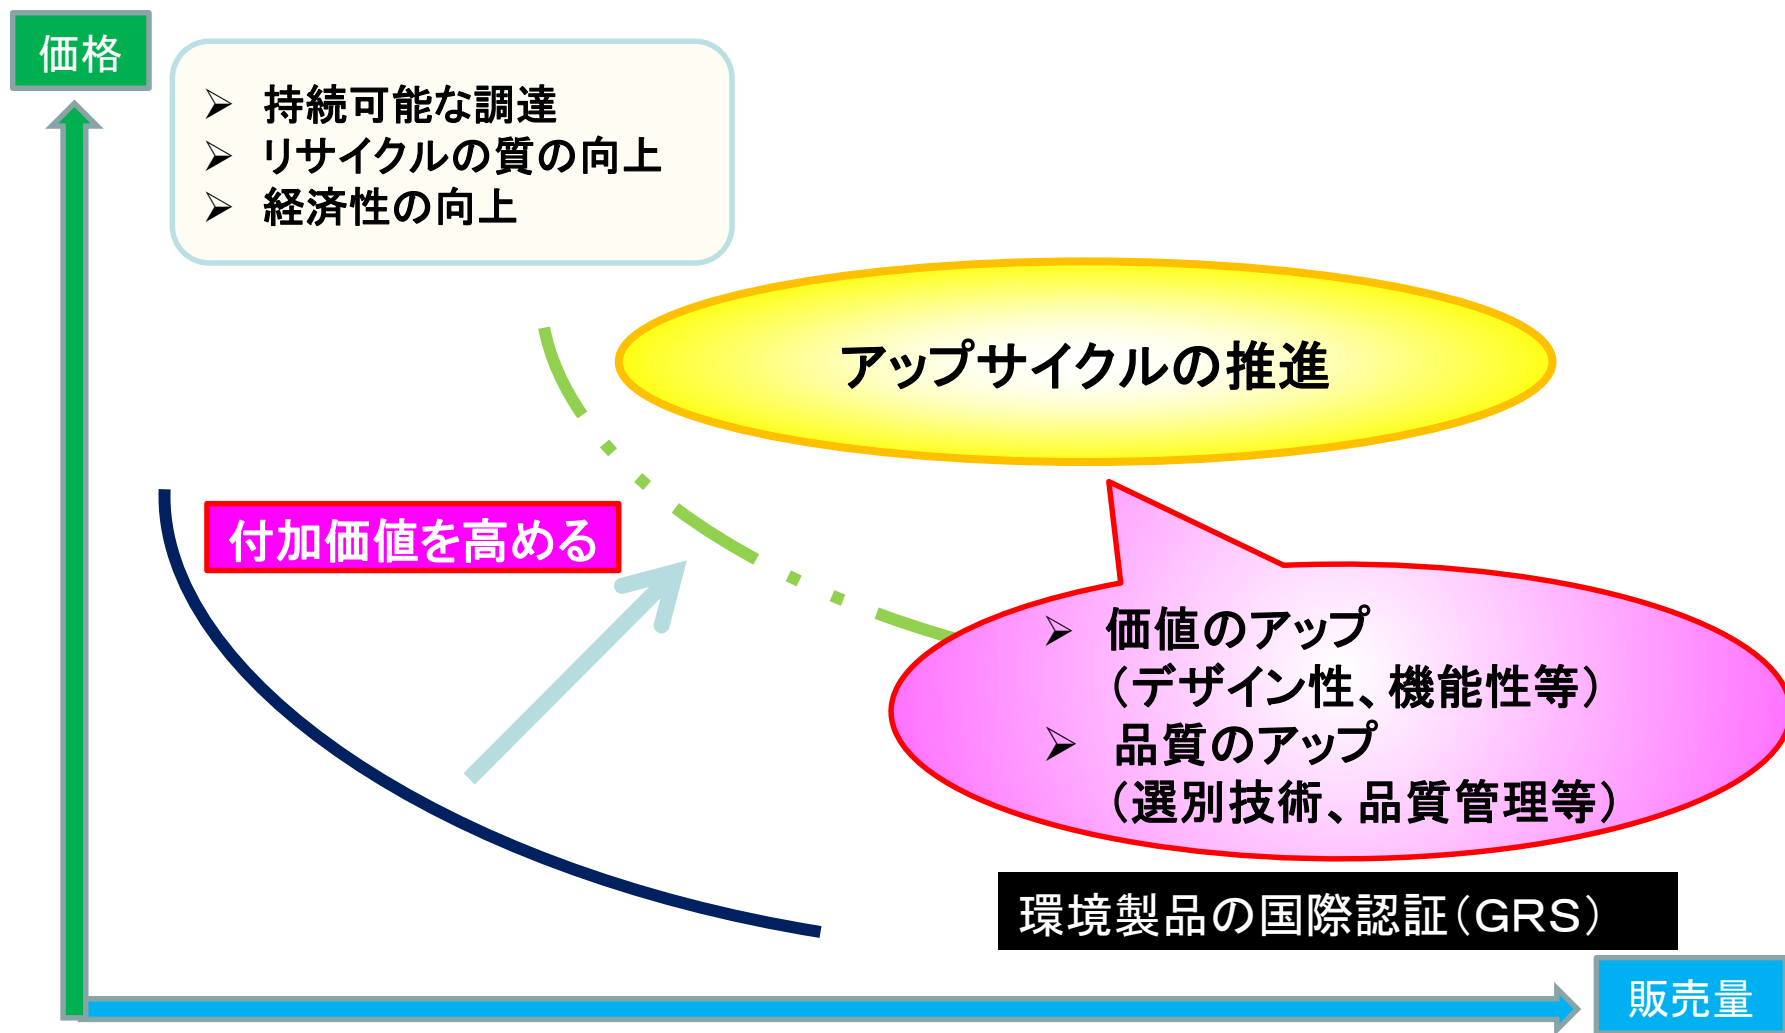 価格
➢ 持続可能な調達
➢ リサイクルの質の向上
➢ 経済性の向上
アップサイクルの推進
付加価値を高める
➢ 価値のアップ
（デザイン性、機能性等）
➢ 品質のアップ
（選別技術、品質管理等）
環境製品の国際認証（GRS）
販売量